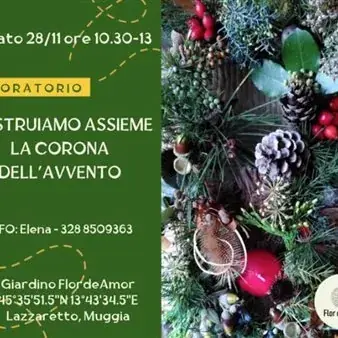 ato 28/11 ore 10.30-13
ORATORIO
STRUIAMO ASSIEME
LA CORONA
DELL'AVVENTO
FO: Elena - 328 8509363
Giardino FlordeAmor
45°35'51.5"N 13°43'34.5"E
Lazzaretto, Muggia
Flor